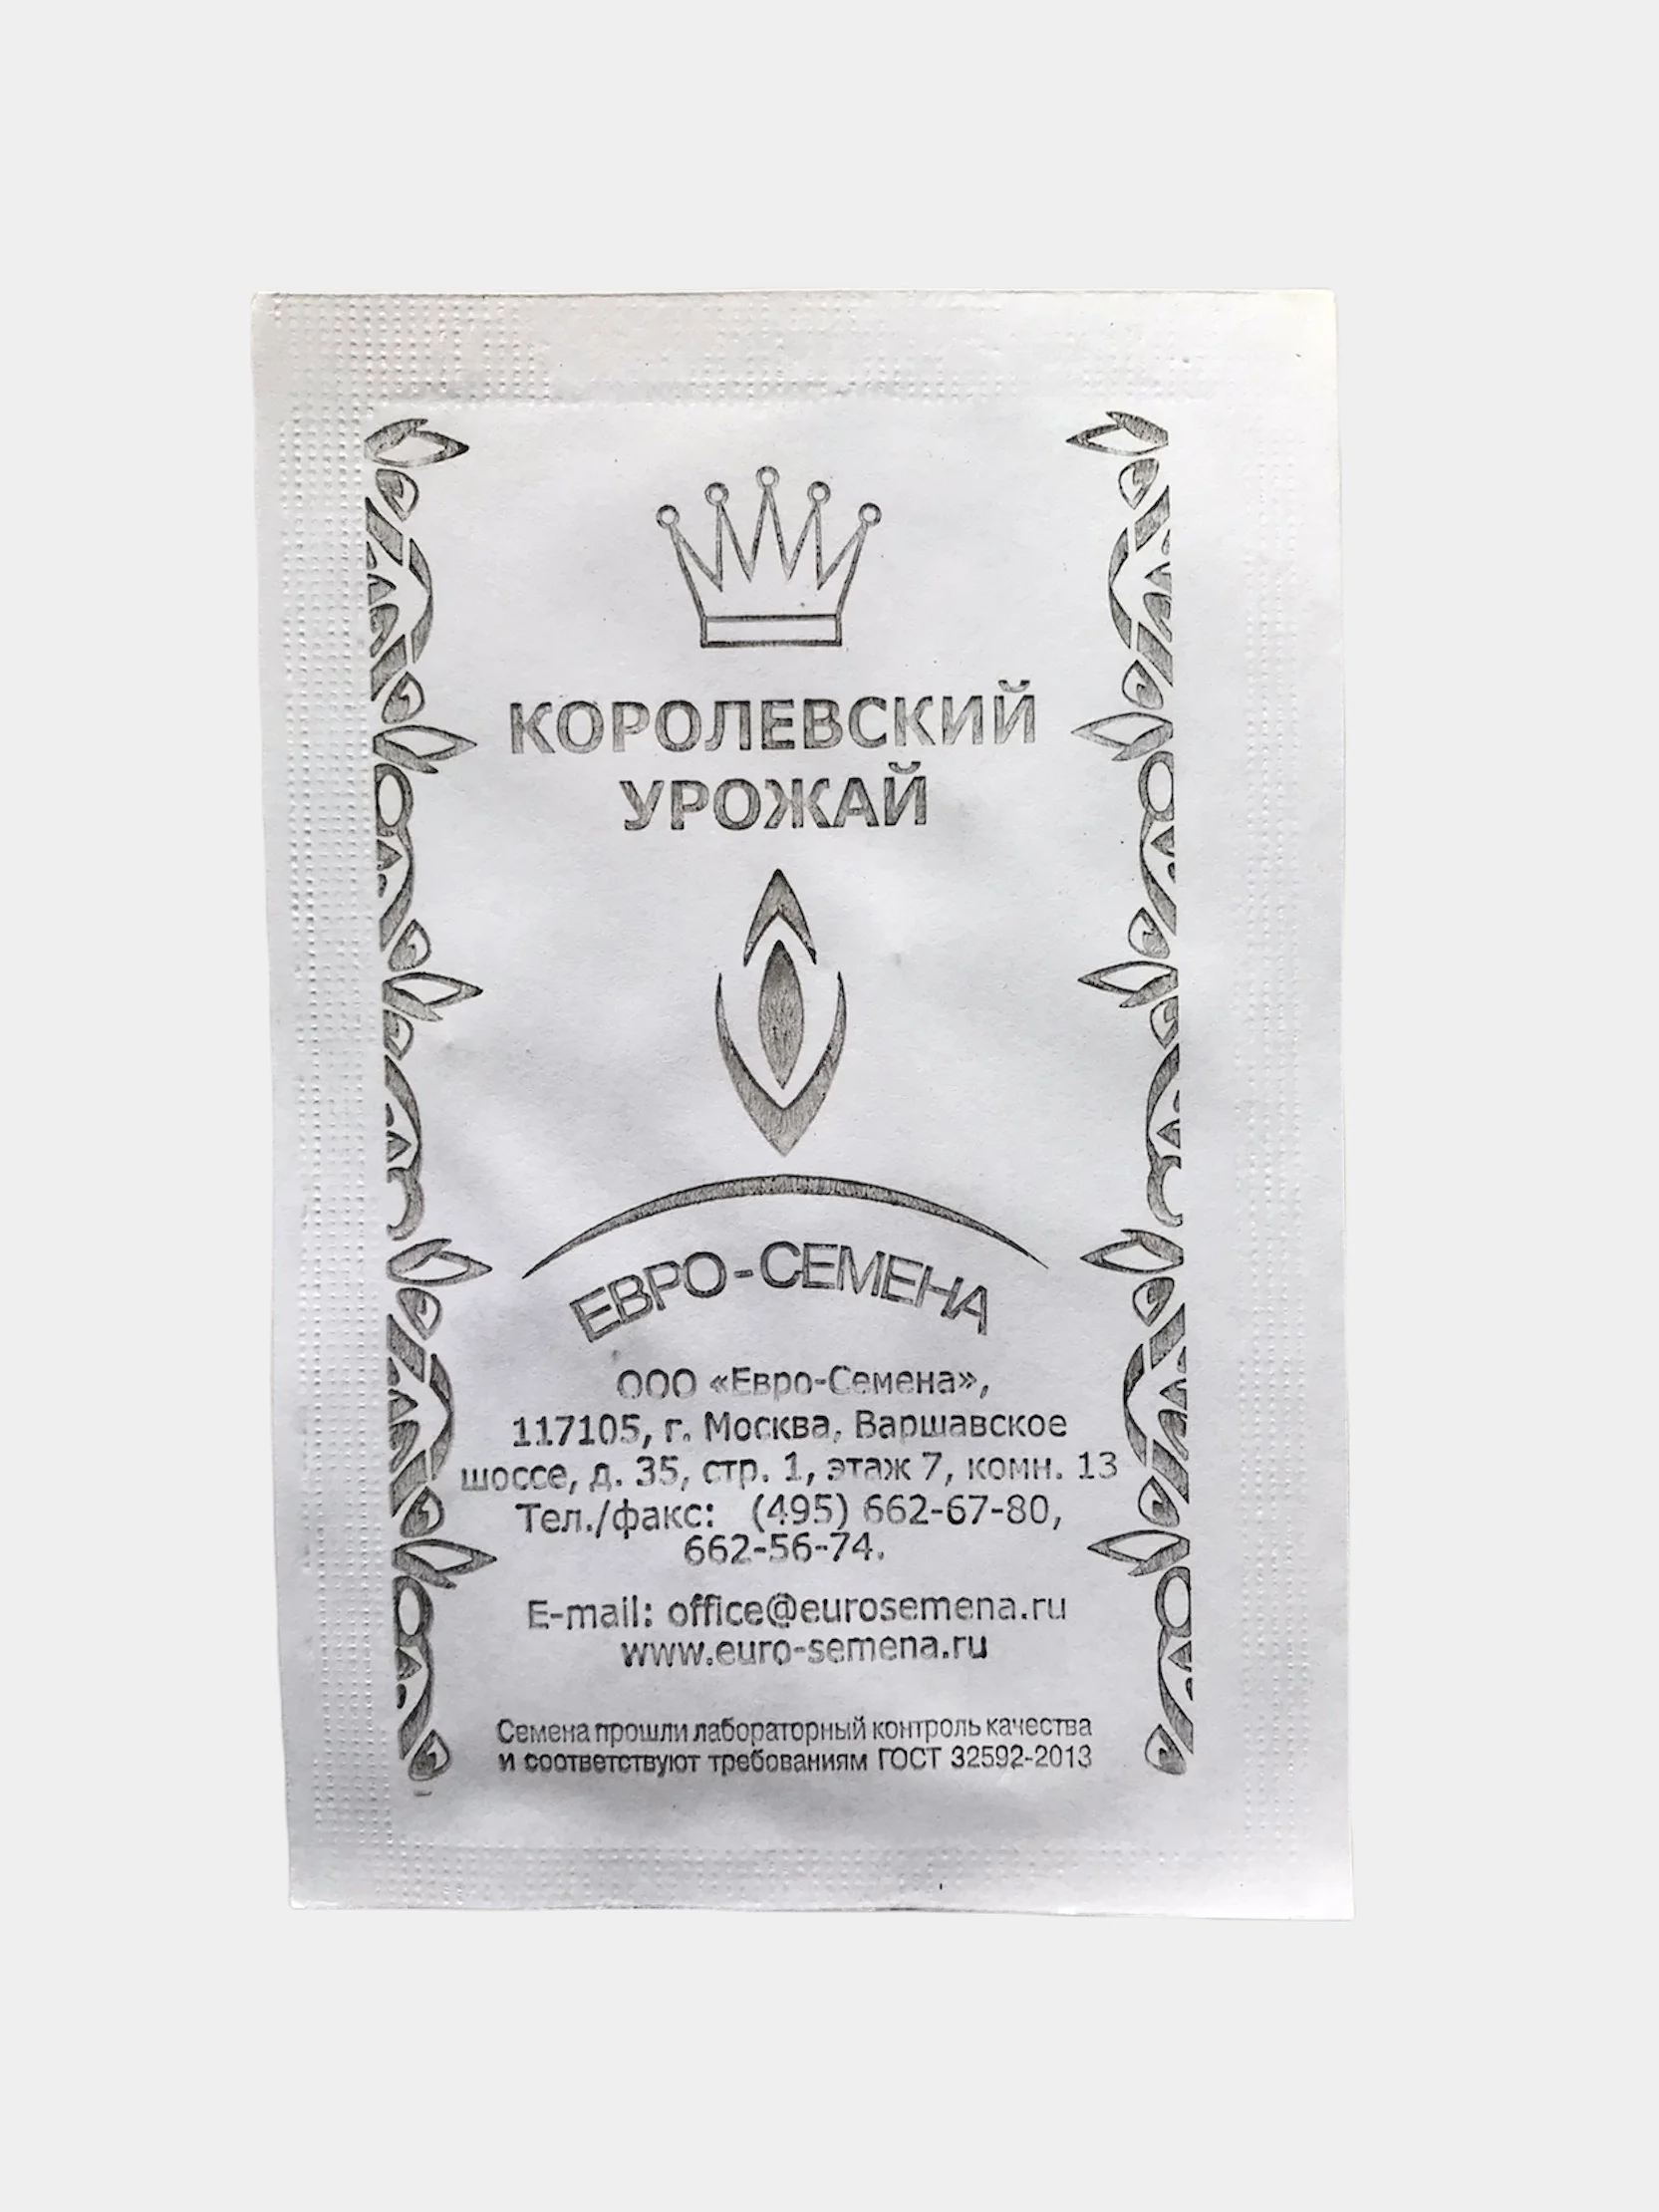 КОРОЛЕВСКИЙ
УРОЖАЙ
ЕВРО-СЕМЕНА
ООО «Евро-Семена»,
117105, г. Москва, Варшавское
шоссе, д. 35, стр. 1, этаж 7, комн. 13
Тел./факс: (495) 662-67-80,
662-56-74.
E-mail: office@eurosemena.ru
www.euro-semena.ru
Семена прошли лабораторный контроль качества
и соответствуют требованиям ГОСТ 32592-2013